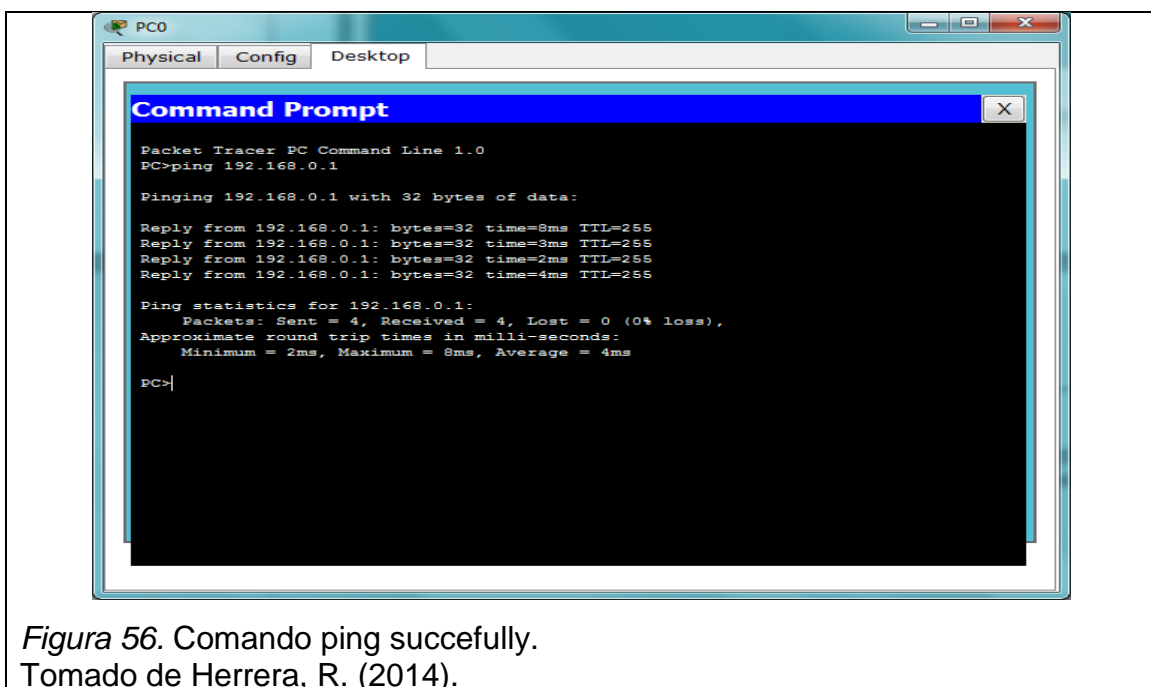 PC0
Physical Config Desktop
Command Prompt
X
Packet Tracer PC Command Line 1.0
PC>ping 192.168.0.1
Pinging 192.168.0.1 with 32 bytes of data:
Reply from 192.168.0.1: bytes=32 time=8ms TTL=255
Reply from 192.168.0.1: bytes=32 time=3ms TTL=255
Reply from 192.168.0.1: bytes=32 time=2ms TTL=255
Reply from 192.168.0.1: bytes=32 time=4ms TTL=255
Ping statistics for 192.168.0.1:
Packets: Sent = 4, Received = 4, Lost = 0 (0% loss),
Approximate round trip times in milli-seconds:
Minimum = 2ms, Maximum = 8ms, Average = 4ms
PC>
Figura 56. Comando ping succefully.
Tomado de Herrera, R. (2014).